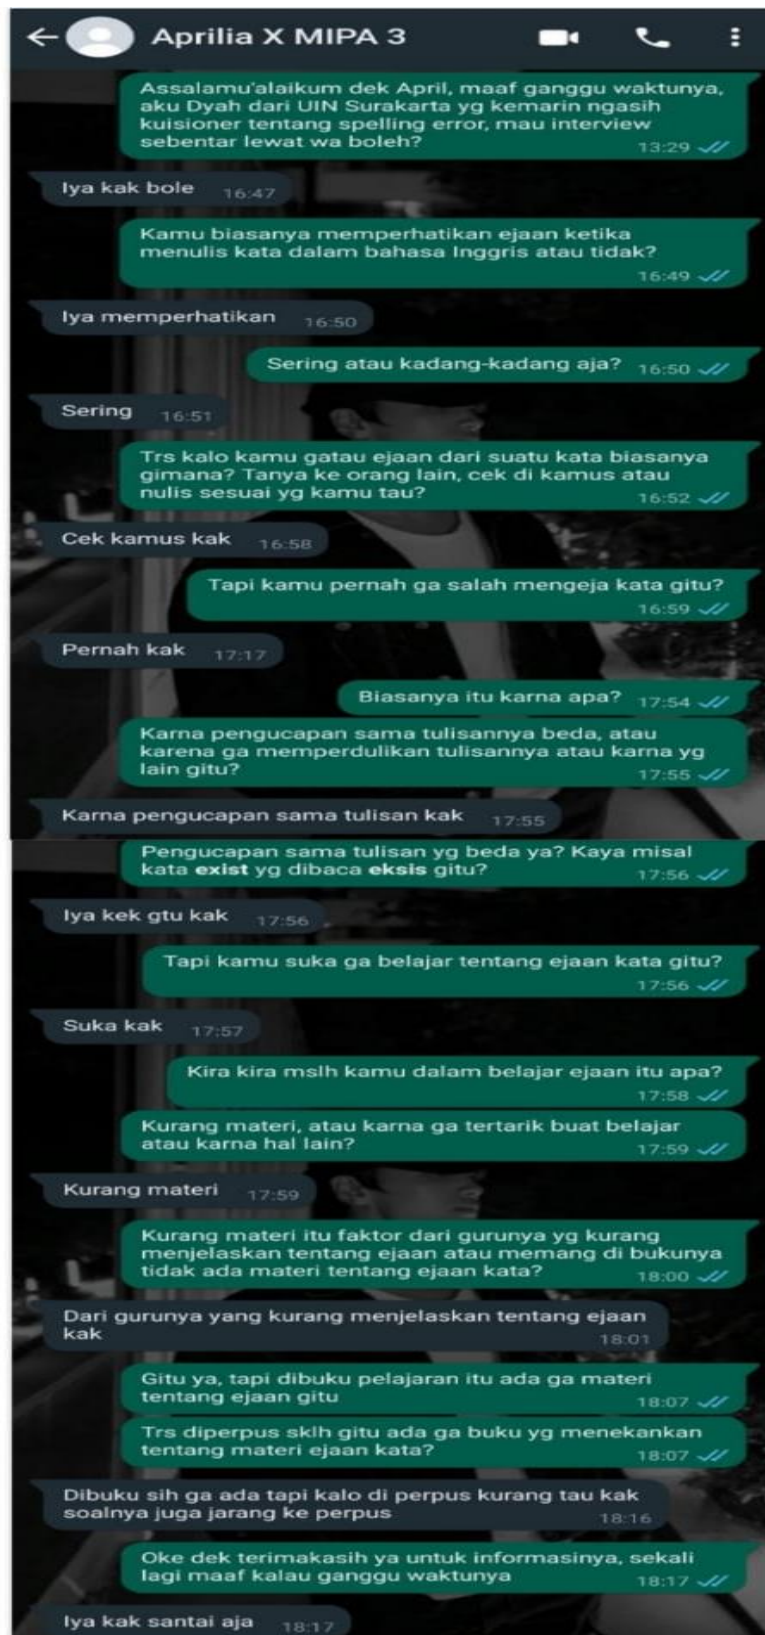 Aprilia X MIPA 3
Assalamu'alaikum dek April, maaf ganggu waktunya,
aku Dyah dari UIN Surakarta yg kemarin ngasih
kuisioner tentang spelling error, mau interview
sebentar lewat wa boleh?
13:29
Iya kak bole 16:47
Kamu biasanya memperhatikan ejaan ketika
menulis kata dalam bahasa Inggris atau tidak?
16:49
Iya memperhatikan 16:50
Sering atau kadang-kadang aja? 16:50
Sering 16:51
Trs kalo kamu gatau ejaan dari suatu kata biasanya
gimana? Tanya ke orang lain, cek di kamus atau
nulis sesuai yg kamu tau?
16:52
Cek kamus kak 16:58
Tapi kamu pernah ga salah mengeja kata gitu?
16:59
Pernah kak 17:17
Biasanya itu karna apa? 17:54
Karna pengucapan sama tulisannya beda, atau
karena ga memperdulikan tulisannya atau karna yg
lain gitu?
17:55
Karna pengucapan sama tulisan kak 17:55
Pengucapan sama tulisan yg beda ya? Kaya misal
kata exist yg dibaca eksis gitu?
17:56
Iya kek gtu kak 17:56
Tapi kamu suka ga belajar tentang ejaan kata gitu?
17:56
Suka kak 17:57
Kira kira mslh kamu dalam belajar ejaan itu apa?
17:58
Kurang materi, atau karna ga tertarik buat belajar
atau karna hal lain?
17:59
Kurang materi 17:59
Kurang materi itu faktor dari gurunya yg kurang
menjelaskan tentang ejaan atau memang di bukunya
tidak ada materi tentang ejaan kata?
18:00
Dari gurunya yang kurang menjelaskan tentang ejaan
kak
18:01
Gitu ya, tapi dibuku pelajaran itu ada ga materi
tentang ejaan gitu
18:07
Trs diperpus sklh gitu ada ga buku yg menekankan
tentang materi ejaan kata?
18:07
Dibuku sih ga ada tapi kalo di perpus kurang tau kak
soalnya juga jarang ke perpus
18:16
Oke dek terimakasih ya untuk informasinya, sekali
lagi maaf kalau ganggu waktunya
18:17
Iya kak santai aja 18:17